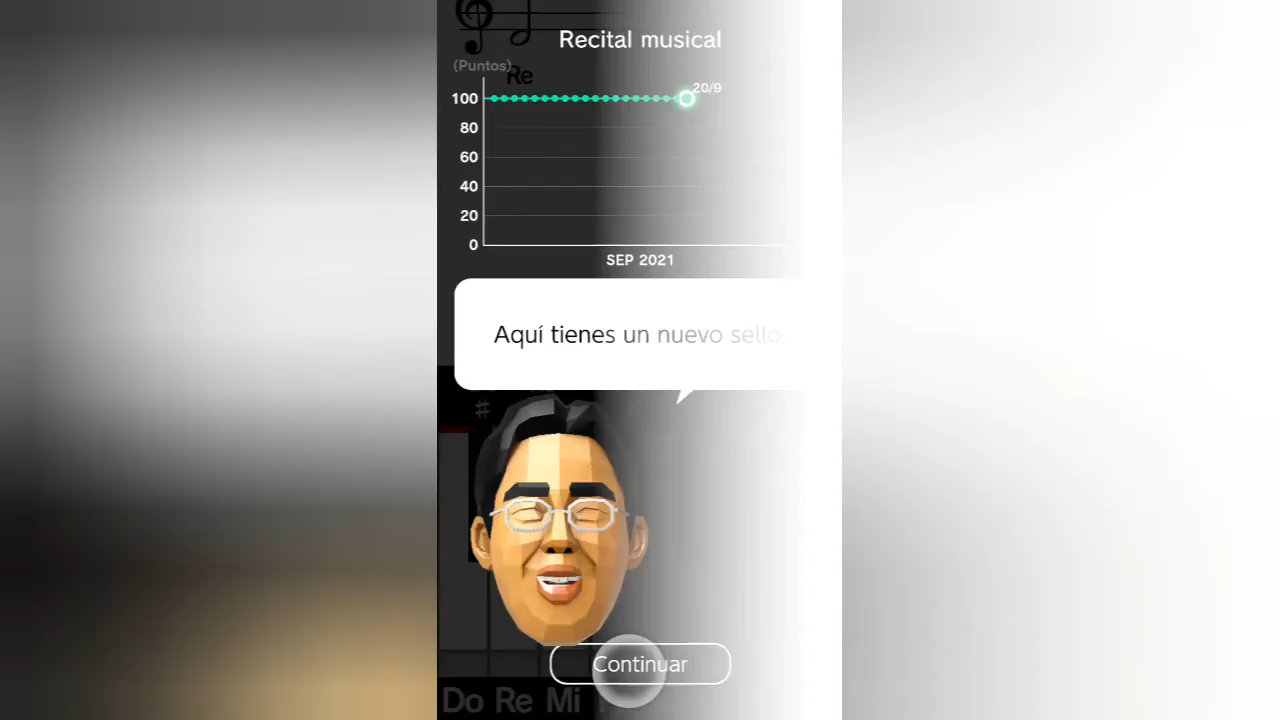 Recital musical
(Puntos)
Re
20/9
100
80
60
40
20
0
SEP 2021
Aquí tienes un nuevo sello.
#
Continuar
Do Re Mi